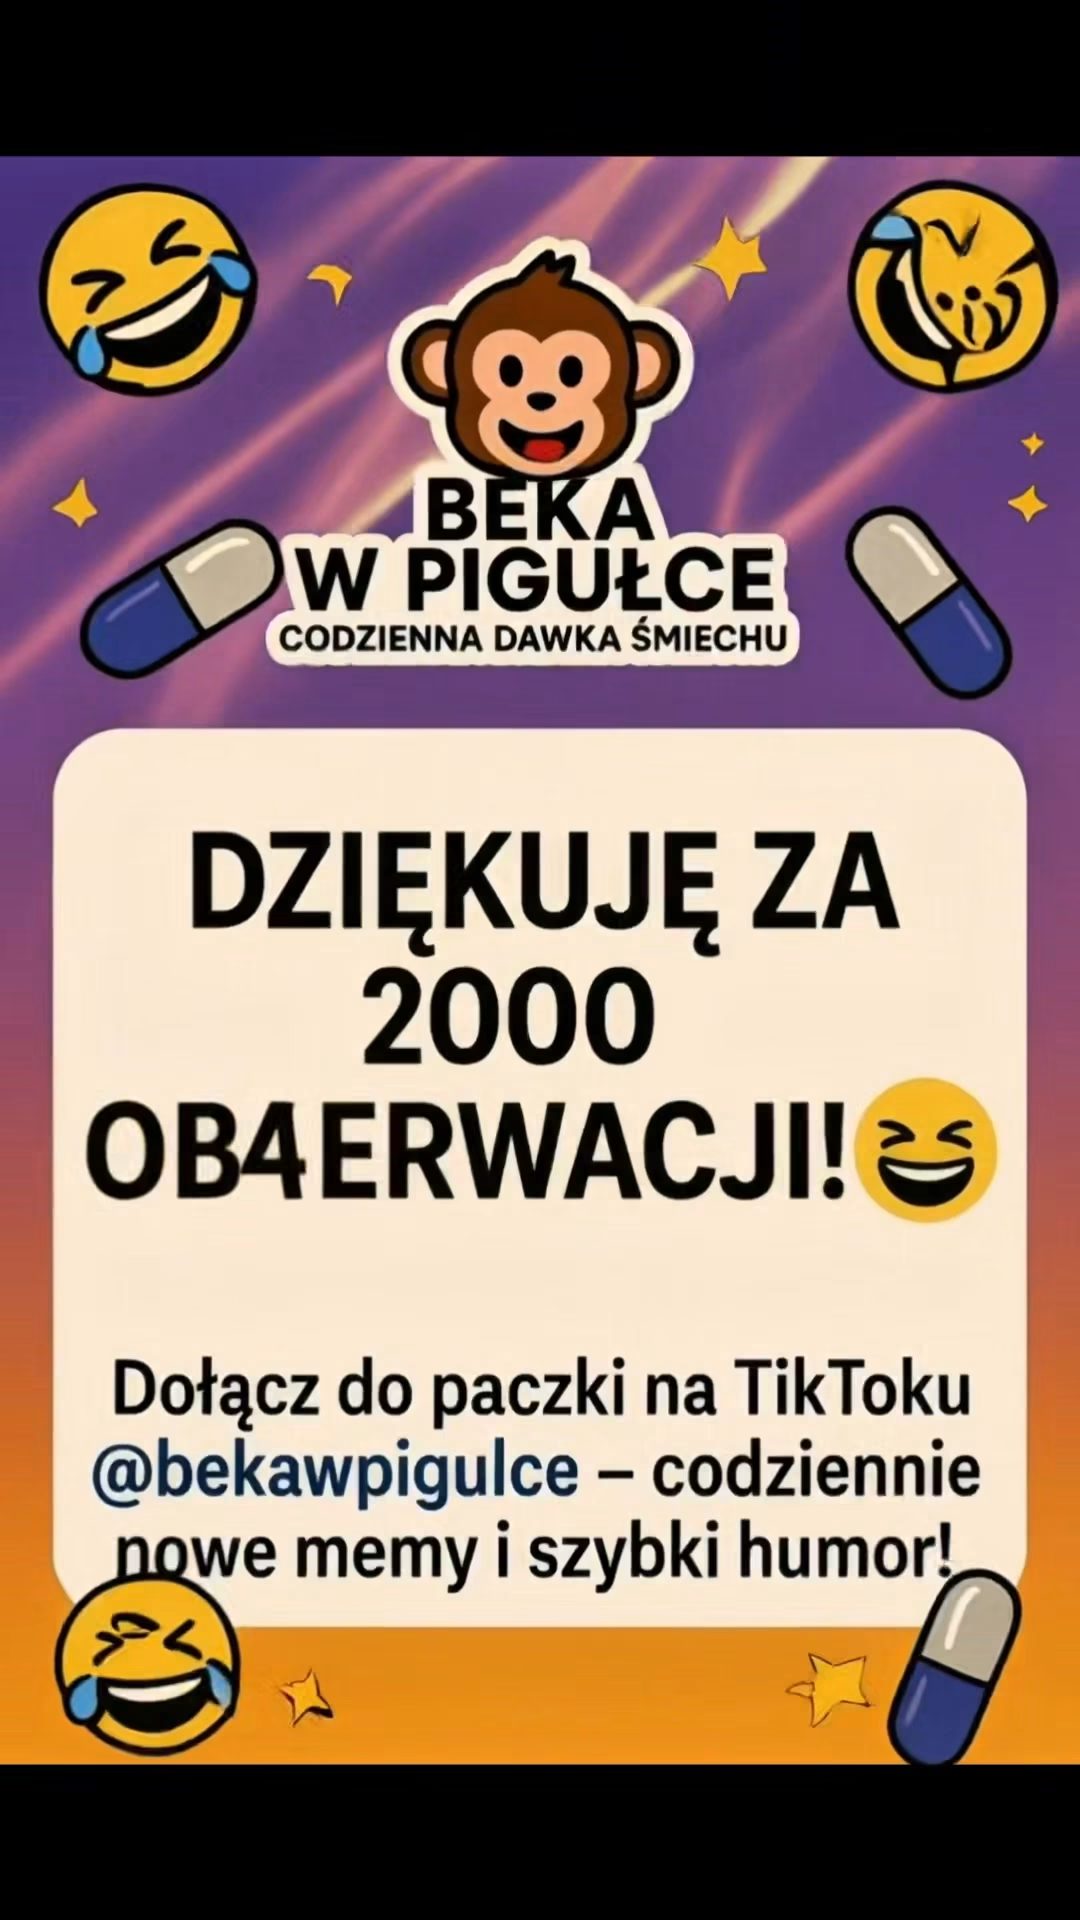 BEKA
W PIGUŁCE
CODZIENNA DAWKA ŚMIECHU
DZIĘKUJĘ ZA
2000
OB4ERWACJI!
Dołącz do paczki na TikToku
@bekawpigulce – codziennie
nowe memy i szybki humor!